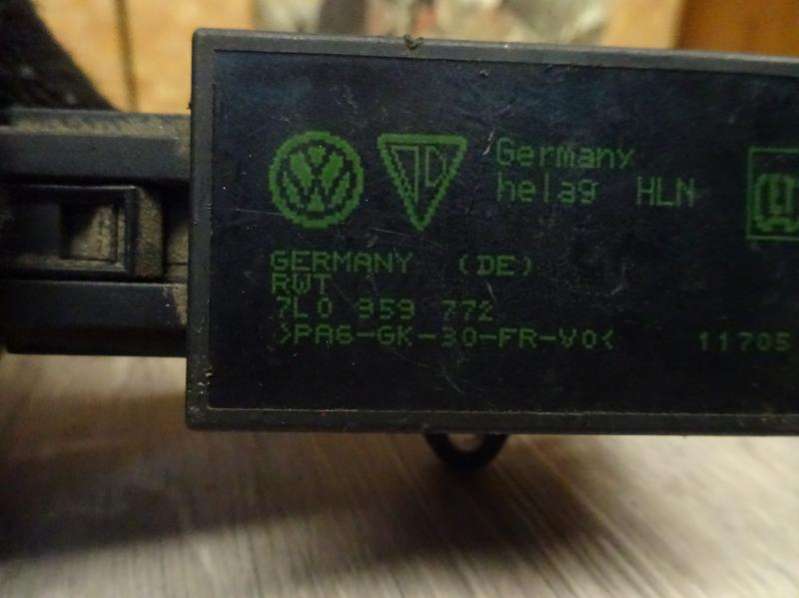 Germany
helag HLN
GERMANY (DE)
RWT
7L0 959 772
>PA6-GK-30-FR-V0<
11705